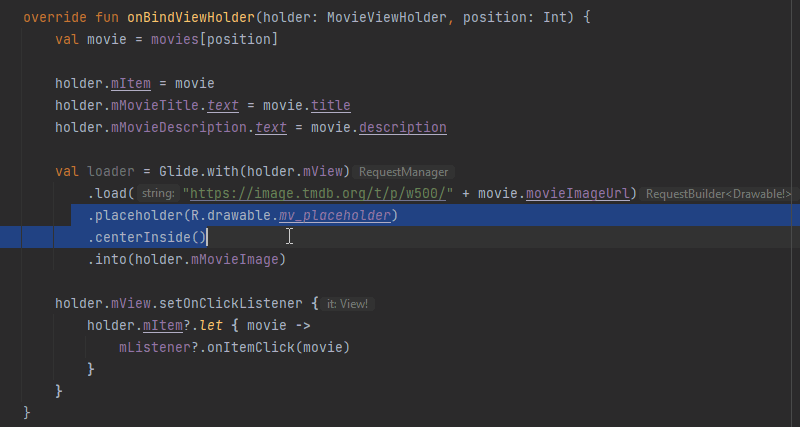 override fun onBindViewHolder(holder: MovieViewHolder, position: Int) {
val movie = movies[position]
holder.mItem = movie
holder.mMovieTitle.text = movie.title
holder.mMovieDescription.text = movie.description
val loader = Glide.with(holder.mView) RequestManager
.load( string: "https://image.tmdb.org/t/p/w500/" + movie.movieImageUrl) RequestBuilder<Drawable!>
.placeholder(R.drawable.mv_placeholder)
.centerInside()
.into(holder.mMovieImage)
holder.mView.setOnClickListener { it: View!
holder.mItem?.let { movie ->
mListener?.onItemClick(movie)
}
}
}